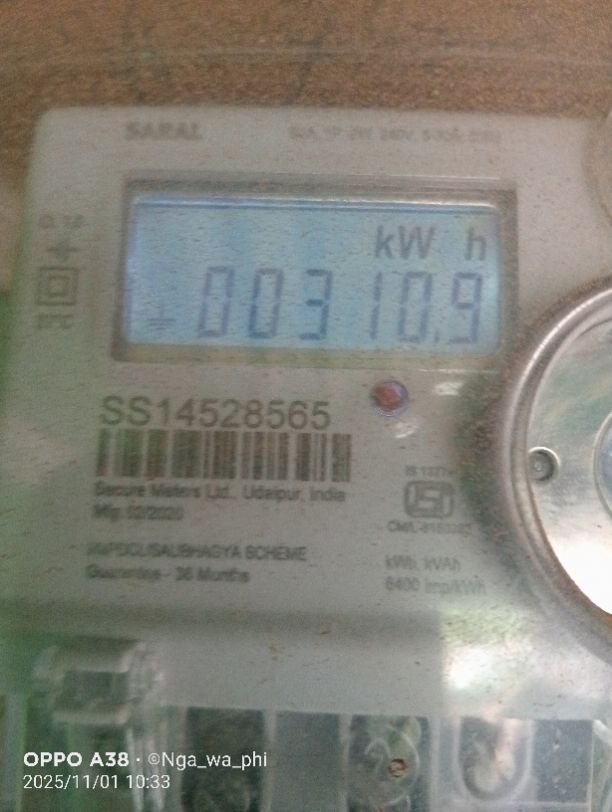 SARAL
kW h
00310.9
SS14528565
Secure Meters Ltd., Udaipur, India
Mfg. 02/2020
SAUBHAGYA SCHEME
Guarantee - 36 Months
kWh, kVAh
6400 imp/kWh
OPPO A38 · ©Nga_wa_phi
2025/11/01 10:33